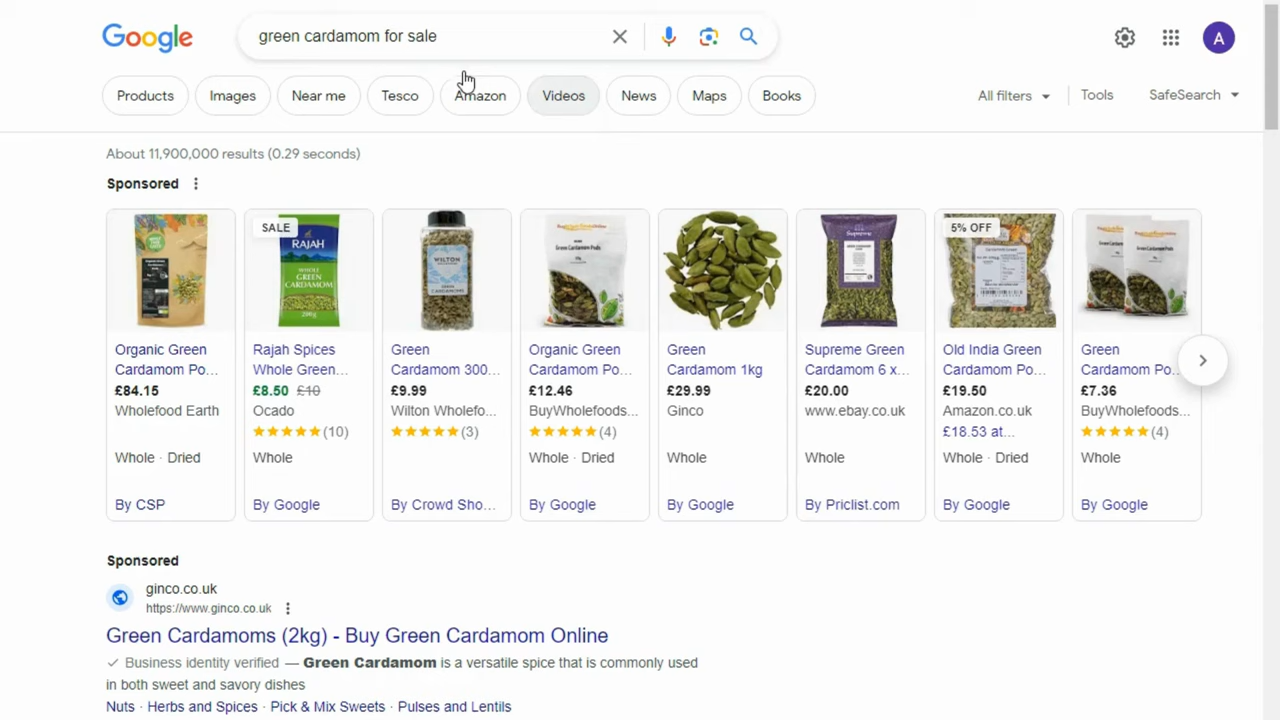 Google
green cardamom for sale
A
Products
Images
Near me
Tesco
Amazon
Videos
News
Maps
Books
All filters
Tools
SafeSearch
About 11,900,000 results (0.29 seconds)
Sponsored
Organic Green
Cardamom Po...
£84.15
Wholefood Earth
Whole · Dried
By CSP
SALE
RAJAH
WHOLE
GREEN
CARDAMOM
Rajah Spices
Whole Green...
£8.50 £10
Ocado
(10)
Whole
By Google
WILTON
Green
Cardamom 300...
£9.99
Wilton Wholefo...
(3)
By Crowd Sho...
Green Cardamom Pods
Organic Green
Cardamom Po...
£12.46
BuyWholefoods...
(4)
Whole · Dried
By Google
Green
Cardamom 1kg
£29.99
Ginco
Whole
By Google
Supreme
Supreme Green
Cardamom 6 x...
£20.00
www.ebay.co.uk
Whole
By Priclist.com
5% OFF
Old India Green
Cardamom Po...
£19.50
Amazon.co.uk
£18.53 at...
Whole · Dried
By Google
Green
Cardamom Po...
£7.36
BuyWholefoods...
(4)
Whole
By Google
Sponsored
ginco.co.uk
https://www.ginco.co.uk
Green Cardamoms (2kg) - Buy Green Cardamom Online
✓ Business identity verified — Green Cardamom is a versatile spice that is commonly used
in both sweet and savory dishes
Nuts · Herbs and Spices · Pick & Mix Sweets · Pulses and Lentils